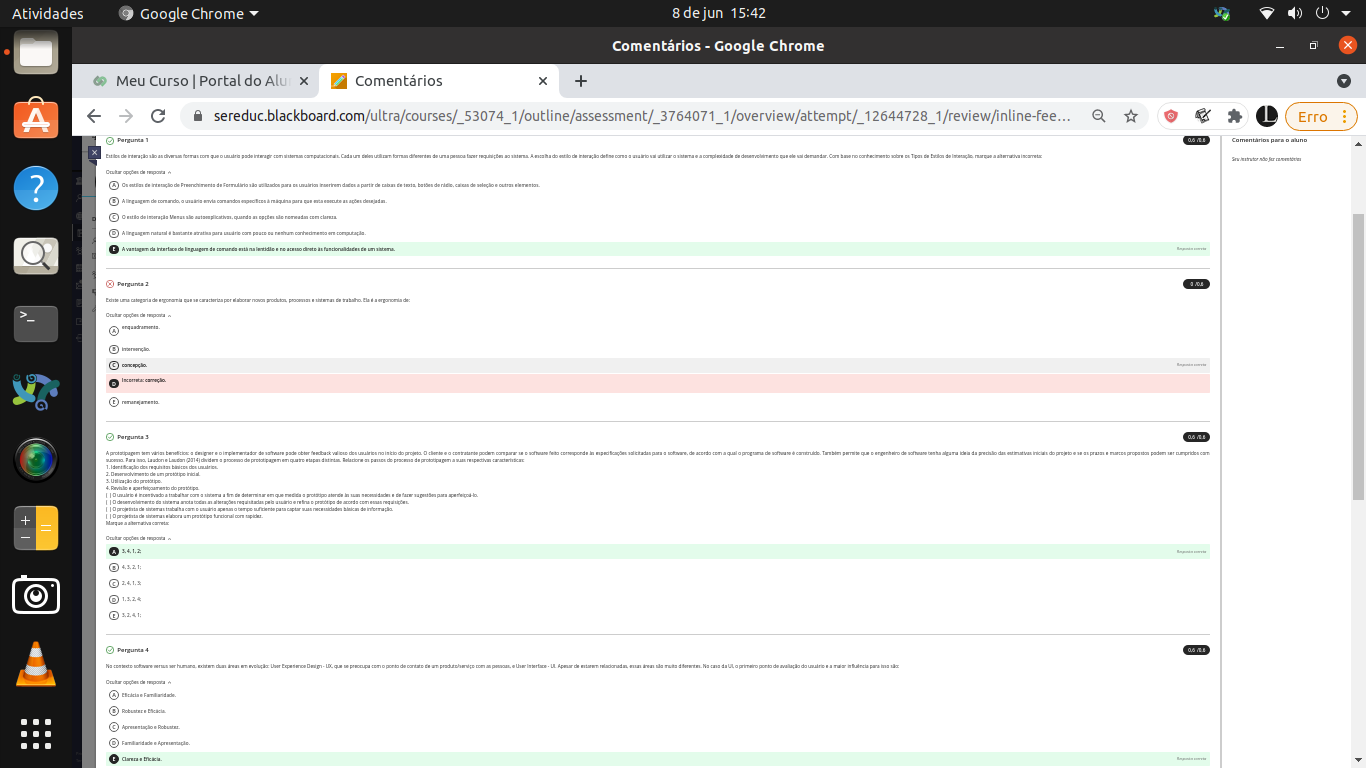 Atividades
Google Chrome
8 de jun 15:42
Comentários - Google Chrome
Meu Curso | Portal do Alu
Comentários
sereduc.blackboard.com/ultra/courses/_53074_1/outline/assessment/_3764071_1/overview/attempt/_12644728_1/review/inline-fee…
Erro
Pergunta 1
0,6 /0,6
Comentários para o aluno
Seu instrutor não fez comentários
Estilos de interação são as diversas formas com que o usuário pode interagir com sistemas computacionais. Cada um deles utilizam formas diferentes de uma pessoa fazer requisições ao sistema. A escolha do estilo de interação define como o usuário vai utilizar o sistema e a complexidade de desenvolvimento que ele vai demandar. Com base no conhecimento sobre os Tipos de Estilos de Interação, marque a alternativa incorreta:
Ocultar opções de resposta
A Os estilos de interação de Preenchimento de Formulário são utilizados para os usuários inserirem dados a partir de caixas de texto, botões de rádio, caixas de seleção e outros elementos.
B A linguagem de comando, o usuário envia comandos específicos à máquina para que esta execute as ações desejadas.
C O estilo de interação Menus são autoexplicativos, quando as opções são nomeadas com clareza.
D A linguagem natural é bastante atrativa para usuário com pouco ou nenhum conhecimento em computação.
E A vantagem da interface de linguagem de comando está na lentidão e no acesso direto às funcionalidades de um sistema.
Resposta correta
Pergunta 2
0 /0,6
Existe uma categoria de ergonomia que se caracteriza por elaborar novos produtos, processos e sistemas de trabalho. Ela é a ergonomia de:
Ocultar opções de resposta
A enquadramento.
B intervenção.
C concepção.
Resposta correta
D Incorreta: correção.
E remanejamento.
Pergunta 3
0,6 /0,6
A prototipagem tem vários benefícios: o designer e o implementador de software pode obter feedback valioso dos usuários no início do projeto. O cliente e o contratante podem comparar se o software feito corresponde às especificações solicitadas para o software, de acordo com a qual o programa de software é construído. Também permite que o engenheiro de software tenha alguma ideia da precisão das estimativas iniciais do projeto e se os prazos e marcos propostos podem ser cumpridos com
sucesso. Para isso, Laudon e Laudon (2014) dividem o processo de prototipagem em quatro etapas distintas. Relacione os passos do processo de prototipagem a suas respectivas características:
1. Identificação dos requisitos básicos dos usuários.
2. Desenvolvimento de um protótipo inicial.
3. Utilização do protótipo.
4. Revisão e aperfeiçoamento do protótipo.
( ) O usuário é incentivado a trabalhar com o sistema a fim de determinar em que medida o protótipo atende às suas necessidades e de fazer sugestões para aperfeiçoá-lo.
( ) O desenvolvimento do sistema anota todas as alterações requisitadas pelo usuário e refina o protótipo de acordo com essas requisições.
( ) O projetista de sistemas trabalha com o usuário apenas o tempo suficiente para captar suas necessidades básicas de informação.
( ) O projetista de sistemas elabora um protótipo funcional com rapidez.
Marque a alternativa correta:
Ocultar opções de resposta
A 3, 4, 1, 2;
Resposta correta
B 4, 3, 2, 1;
C 2, 4, 1, 3;
D 1, 3, 2, 4;
E 3, 2, 4, 1;
Pergunta 4
0,6 /0,6
No contexto software versus ser humano, existem duas áreas em evolução: User Experience Design - UX, que se preocupa com o ponto de contato de um produto/serviço com as pessoas, e User Interface - UI. Apesar de estarem relacionadas, essas áreas são muito diferentes. No caso da UI, o primeiro ponto de avaliação do usuário e a maior influência para isso são:
Ocultar opções de resposta
A Eficácia e Familiaridade.
B Robustez e Eficácia.
C Apresentação e Robustez.
D Familiaridade e Apresentação.
E Clareza e Eficácia.
Resposta correta